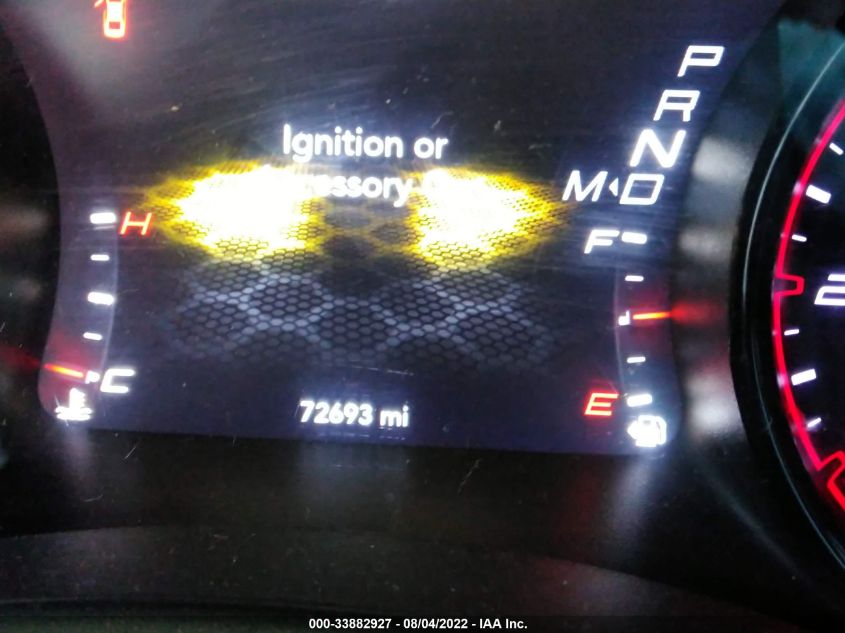 Ignition or
P
R
N
M D
H
F
2
C
E
72693 mi
000-33882927 - 08/04/2022 - IAA Inc.